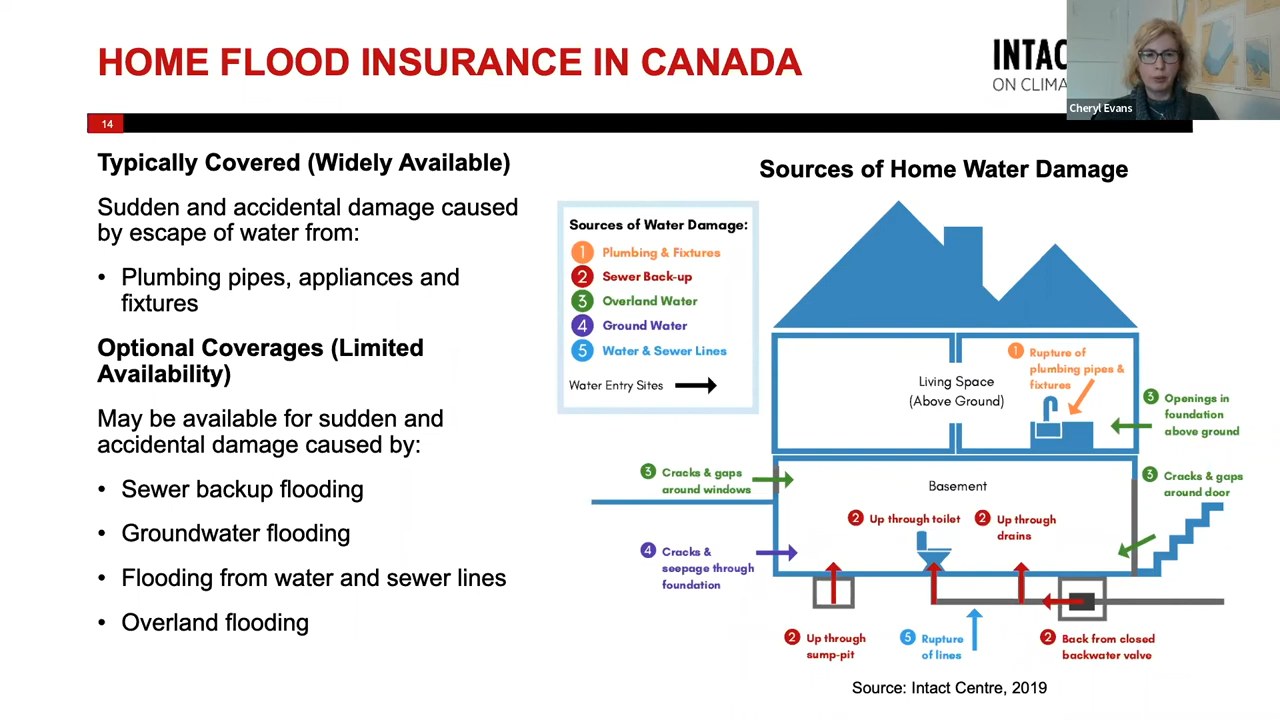 HOME FLOOD INSURANCE IN CANADA
INTAC
ON CLIMA
Cheryl Evans
14
Typically Covered (Widely Available)
Sudden and accidental damage caused
by escape of water from:
• Plumbing pipes, appliances and
fixtures
Optional Coverages (Limited
Availability)
May be available for sudden and
accidental damage caused by:
• Sewer backup flooding
• Groundwater flooding
• Flooding from water and sewer lines
• Overland flooding
Sources of Home Water Damage
Sources of Water Damage:
1 Plumbing & Fixtures
2 Sewer Back-up
3 Overland Water
4 Ground Water
5 Water & Sewer Lines
Water Entry Sites
Living Space
(Above Ground)
1 Rupture of
plumbing pipes &
fixtures
3 Openings in
foundation
above ground
3 Cracks & gaps
around windows
Basement
3 Cracks & gaps
around door
2 Up through toilet
2 Up through
drains
4 Cracks &
seepage through
foundation
2 Up through
sump-pit
5 Rupture
of lines
2 Back from closed
backwater valve
Source: Intact Centre, 2019